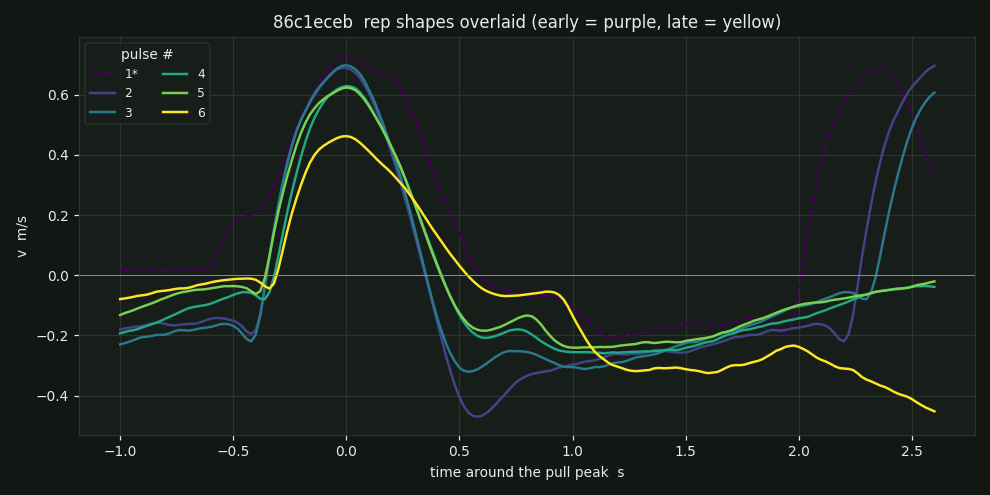 86c1eceb  rep shapes overlaid (early = purple, late = yellow)
pulse #
1* 4
2 5
3 6
v  m/s
0.6
0.4
0.2
0.0
−0.2
−0.4
−1.0 −0.5 0.0 0.5 1.0 1.5 2.0 2.5
time around the pull peak  s